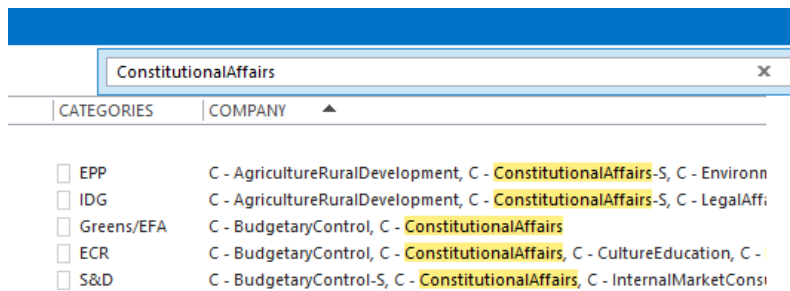 ConstitutionalAffairs
CATEGORIES COMPANY
EPP C - AgricultureRuralDevelopment, C - ConstitutionalAffairs-S, C - Environm
IDG C - AgricultureRuralDevelopment, C - ConstitutionalAffairs-S, C - LegalAffa
Greens/EFA C - BudgetaryControl, C - ConstitutionalAffairs
ECR C - BudgetaryControl, C - ConstitutionalAffairs, C - CultureEducation, C -
S&D C - BudgetaryControl-S, C - ConstitutionalAffairs, C - InternalMarketConsu